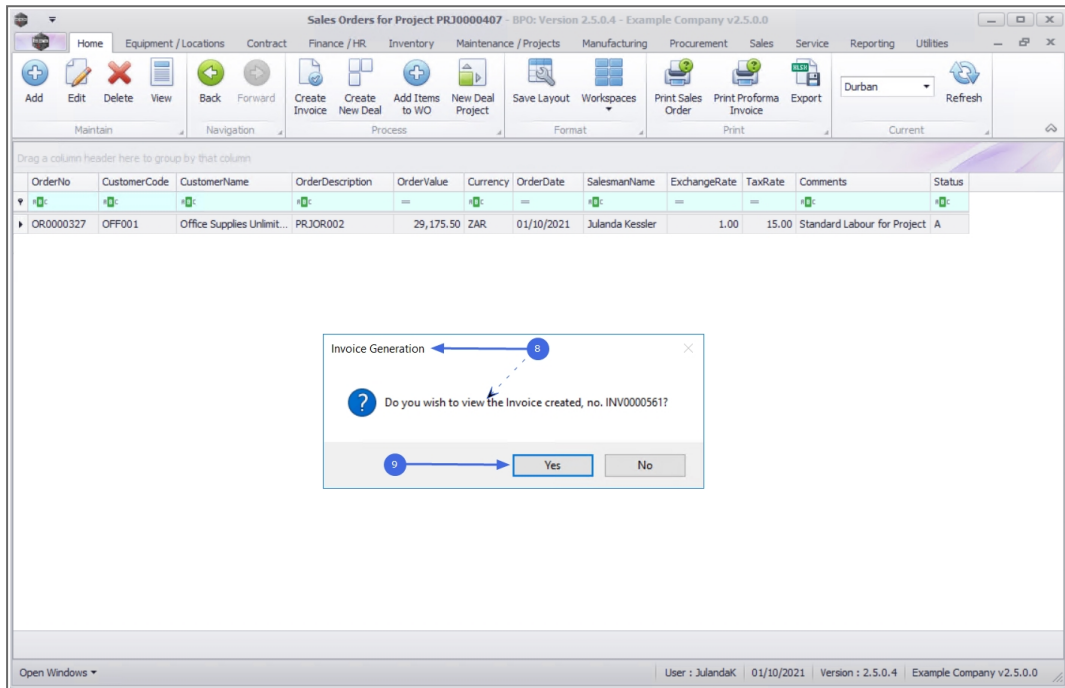 Sales Orders for Project PRJ0000407 - BPO: Version 2.5.0.4 - Example Company v2.5.0.0
Home Equipment / Locations Contract Finance / HR Inventory Maintenance / Projects Manufacturing Procurement Sales Service Reporting Utilities
Add Edit Delete View Back Forward Create Invoice Create New Deal Add Items to WO New Deal Project Save Layout Workspaces Print Sales Order Print Proforma Invoice Export Durban Refresh
Maintain Navigation Process Format Print Current
Drag a column header here to group by that column
OrderNo CustomerCode CustomerName OrderDescription OrderValue Currency OrderDate SalesmanName ExchangeRate TaxRate Comments Status
OR0000327 OFF001 Office Supplies Unlimit... PRJOR002 29,175.50 ZAR 01/10/2021 Julanda Kessler 1.00 15.00 Standard Labour for Project A
Invoice Generation 8
Do you wish to view the Invoice created, no. INV0000561?
9 Yes No
Open Windows User : JulandaK 01/10/2021 Version : 2.5.0.4 Example Company v2.5.0.0